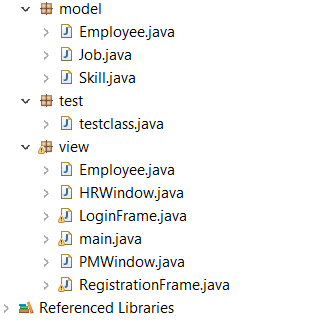 model
Employee.java
Job.java
Skill.java
test
testclass.java
view
Employee.java
HRWindow.java
LoginFrame.java
main.java
PMWindow.java
RegistrationFrame.java
Referenced Libraries